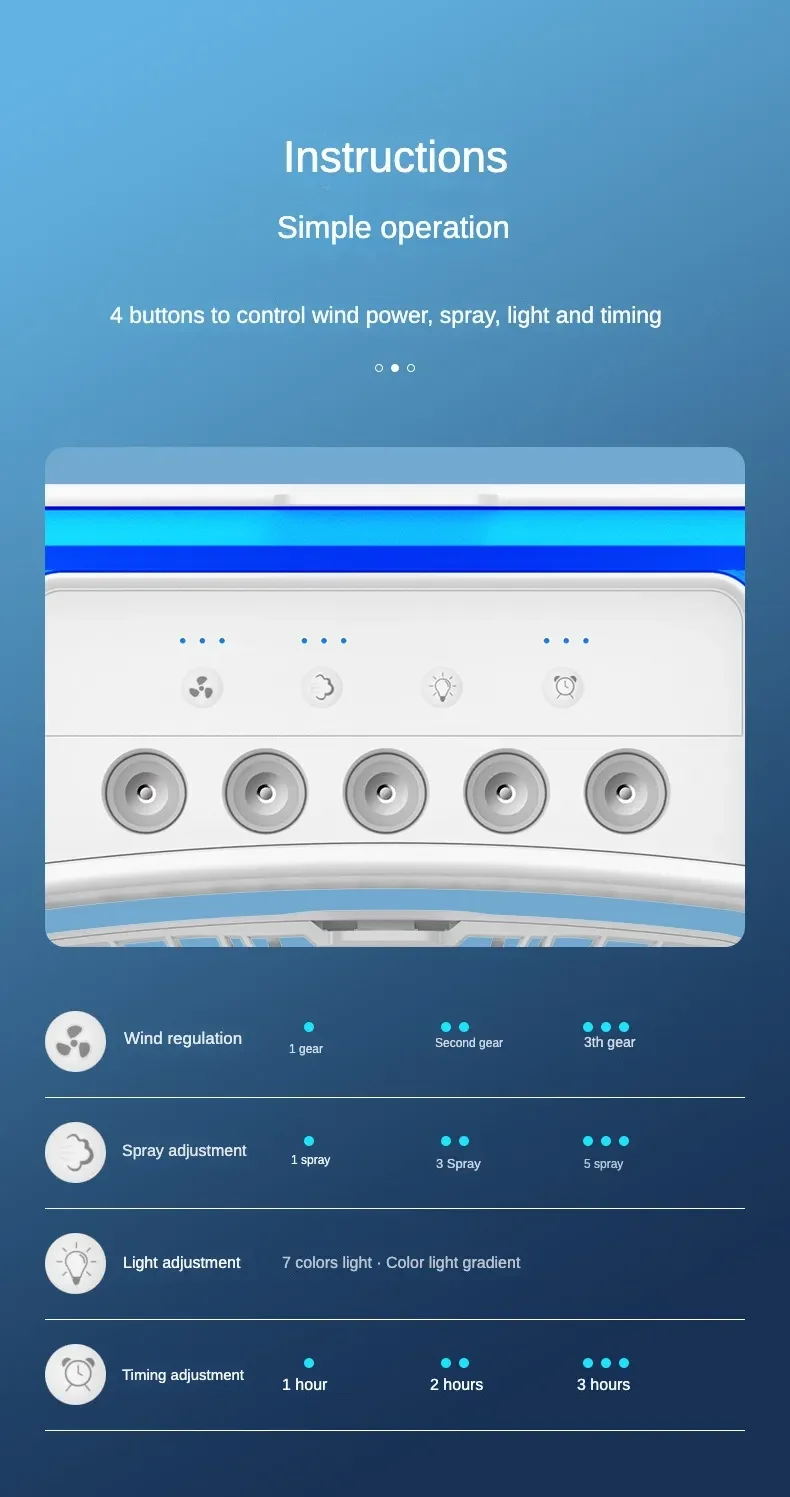 Instructions
Simple operation
4 buttons to control wind power, spray, light and timing
Wind regulation
1 gear
Second gear
3th gear
Spray adjustment
1 spray
3 Spray
5 spray
Light adjustment
7 colors light · Color light gradient
Timing adjustment
1 hour
2 hours
3 hours